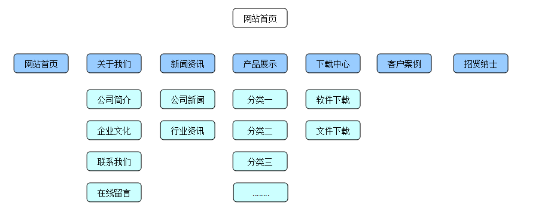 网站首页
网站首页 关于我们 新闻资讯 产品展示 下载中心 客户案例 招贤纳士
公司简介 公司新闻 分类一 软件下载
企业文化 行业资讯 分类二 文件下载
联系我们 分类三
在线留言 ........